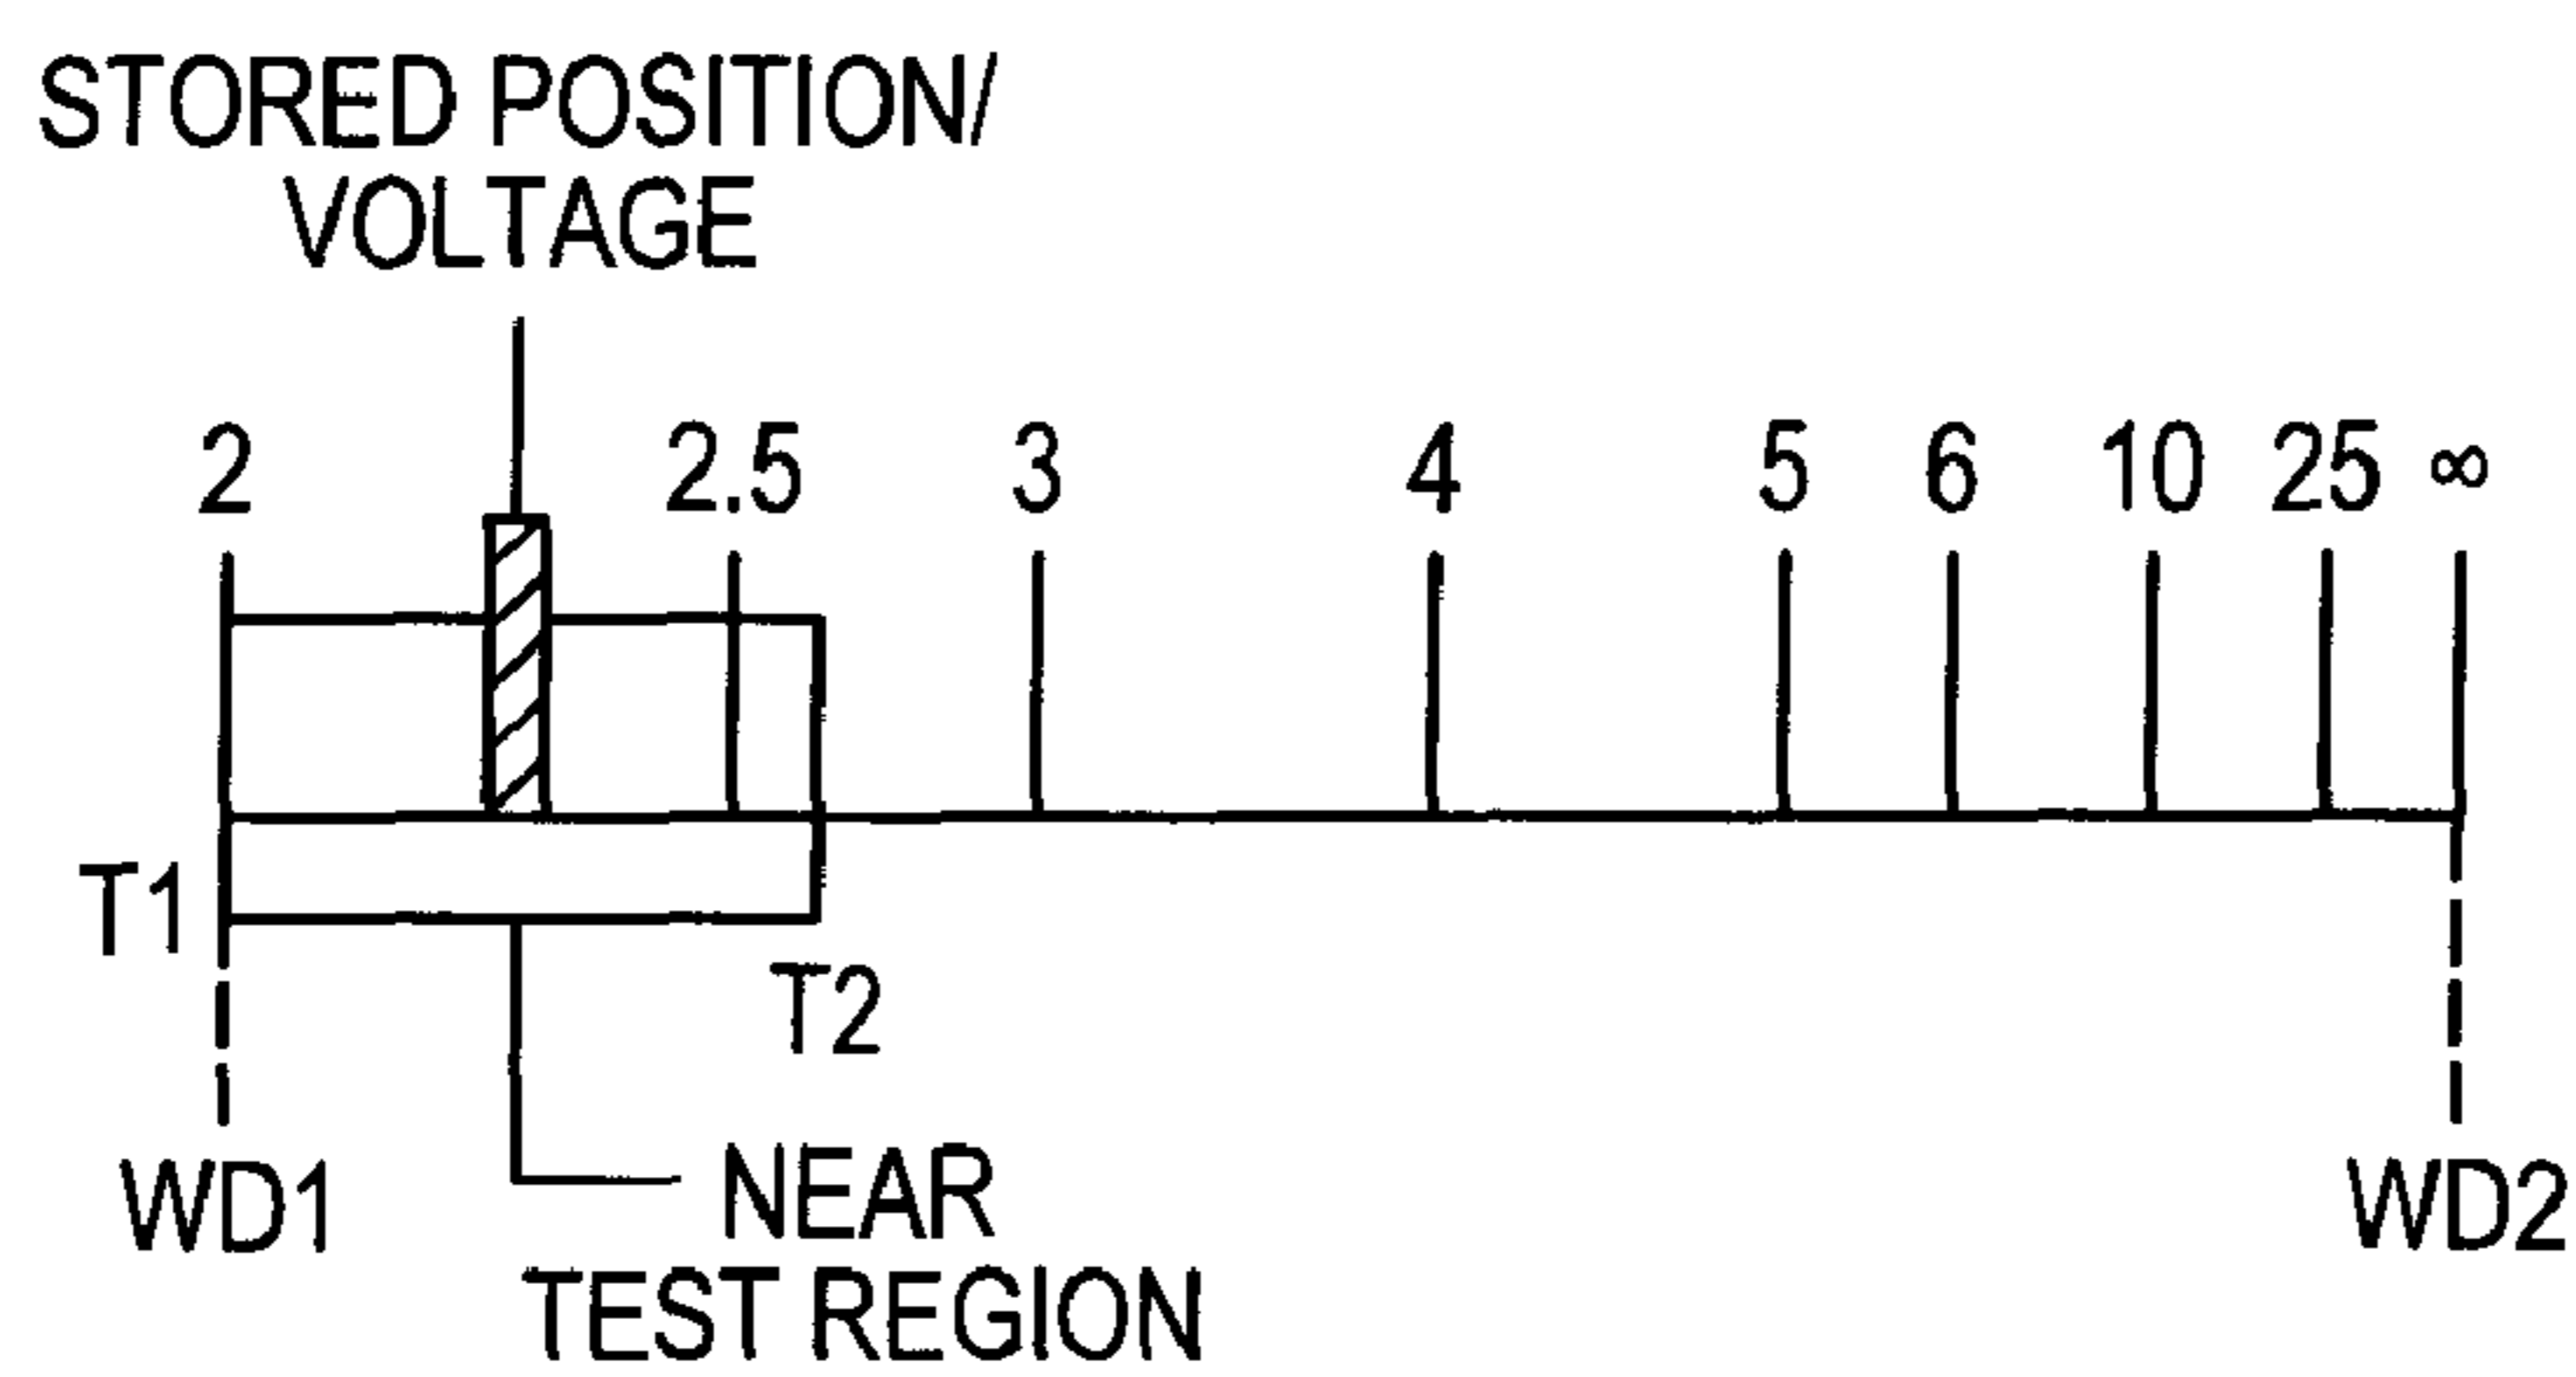 STORED POSITION/
VOLTAGE
2 2.5 3 4 5 6 10 25 ∞
T1
T2
WD1
NEAR
TEST REGION
WD2